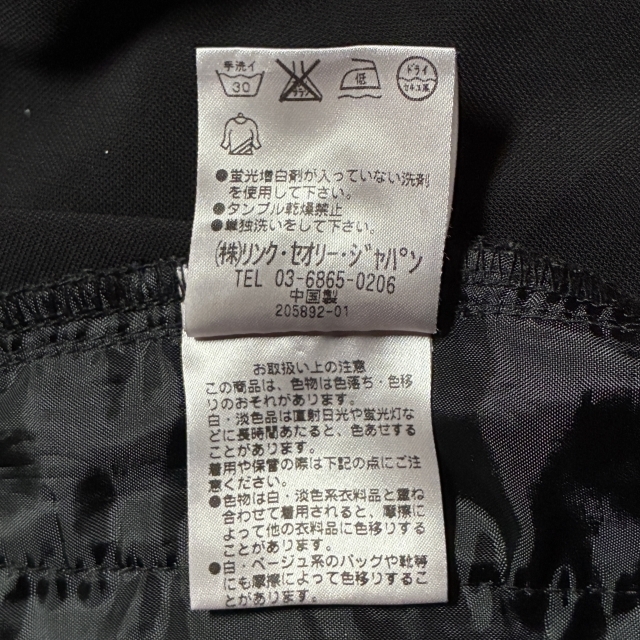 手洗イ
30
エンソサラシ
低
ドライ
セキユ系
●蛍光増白剤が入っていない洗剤
を使用して下さい。
●タンブル乾燥禁止
●単独洗いをして下さい。
(株)リンク・セオリー・ジャパン
TEL 03-6865-0206
中国製
205892-01
お取扱い上の注意
この商品は、色物は色落ち・色移
りのおそれがあります。
白・淡色品は直射日光や蛍光灯な
どに長時間あたると、色あせする
ことがあります。
着用や保管の際は下記の点にご注
意ください。
●色物は白・淡色系衣料品と重ね
合わせて着用されると、摩擦に
よって他の衣料品に色移りする
ことがあります。
●白・ベージュ系のバッグや靴等
にも摩擦によって色移りするこ
とがあります。